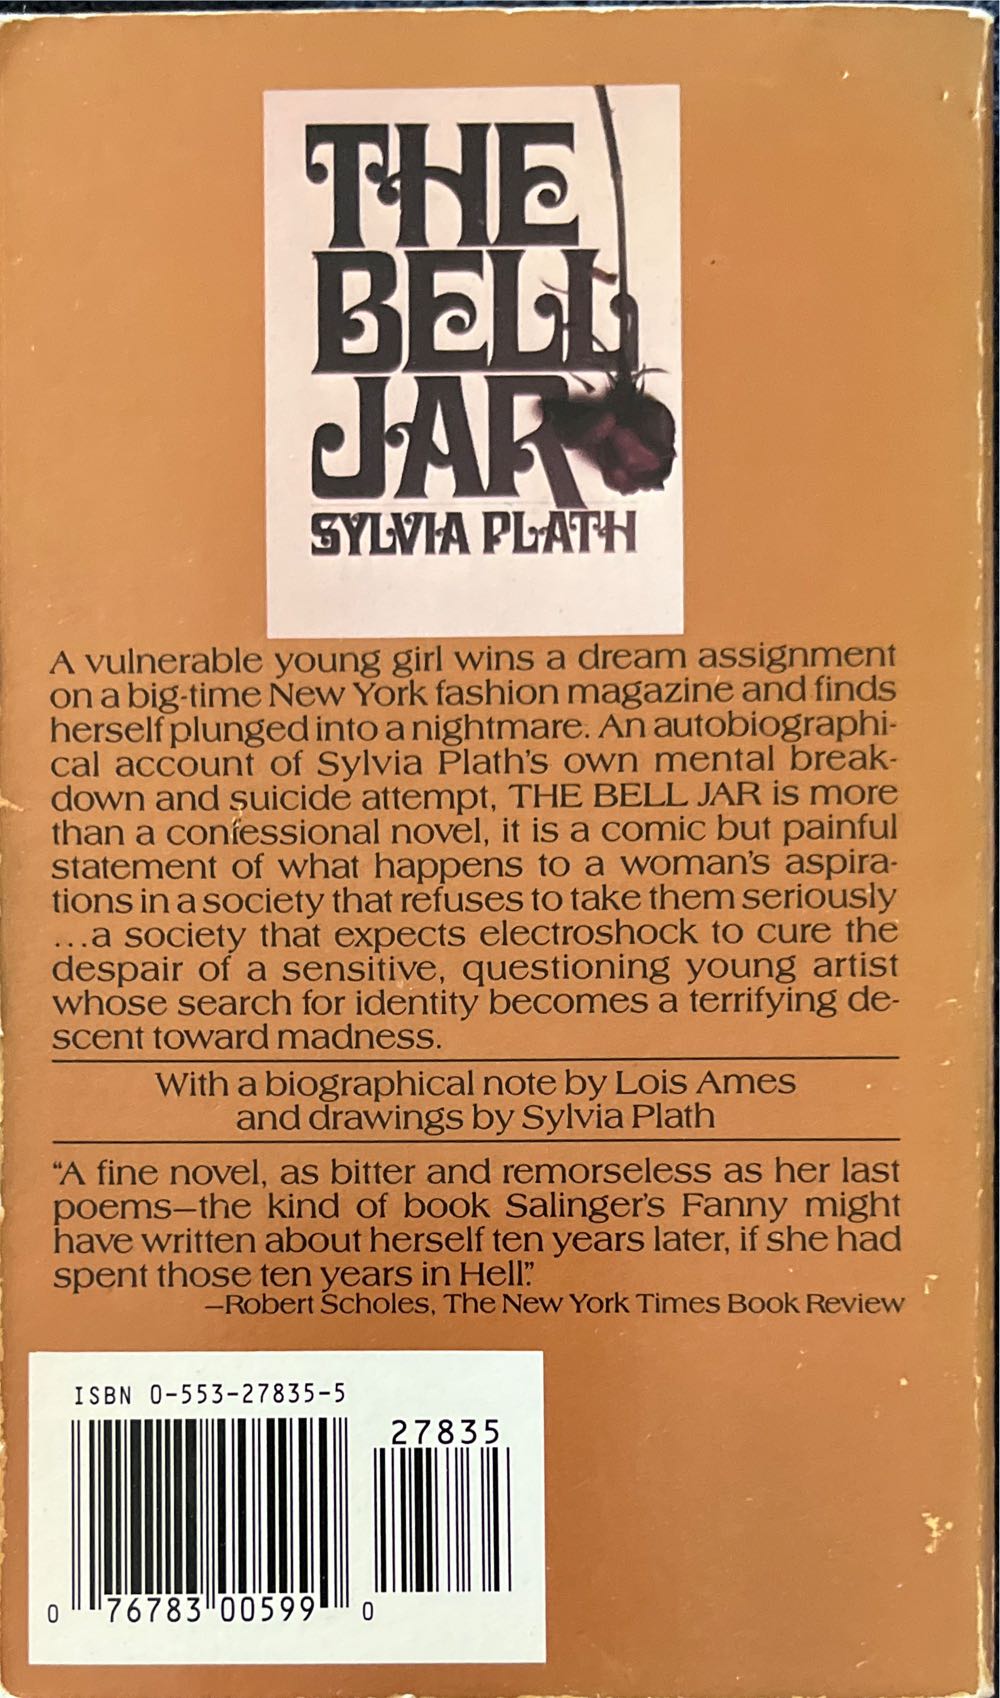 THE
BELL
JAR
SYLVIA PLATH
A vulnerable young girl wins a dream assignment
on a big-time New York fashion magazine and finds
herself plunged into a nightmare. An autobiographi-
cal account of Sylvia Plath's own mental break-
down and suicide attempt, THE BELL JAR is more
than a confessional novel, it is a comic but painful
statement of what happens to a woman's aspira-
tions in a society that refuses to take them seriously
...a society that expects electroshock to cure the
despair of a sensitive, questioning young artist
whose search for identity becomes a terrifying de-
scent toward madness.
With a biographical note by Lois Ames
and drawings by Sylvia Plath
“A fine novel, as bitter and remorseless as her last
poems—the kind of book Salinger's Fanny might
have written about herself ten years later, if she had
spent those ten years in Hell.”
—Robert Scholes, The New York Times Book Review
ISBN 0-553-27835-5
27835
0 76783 00599 0